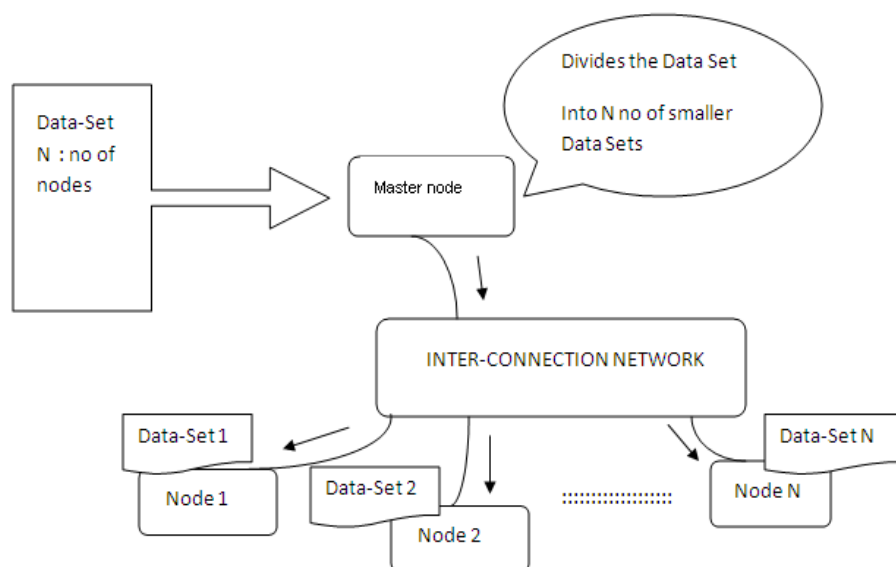 Divides the Data Set
Into N no of smaller
Data Sets
Data-Set
N : no of
nodes
Master node
INTER-CONNECTION NETWORK
Data-Set 1
Node 1
Data-Set 2
Node 2
::::::::::::::::::
Data-Set N
Node N